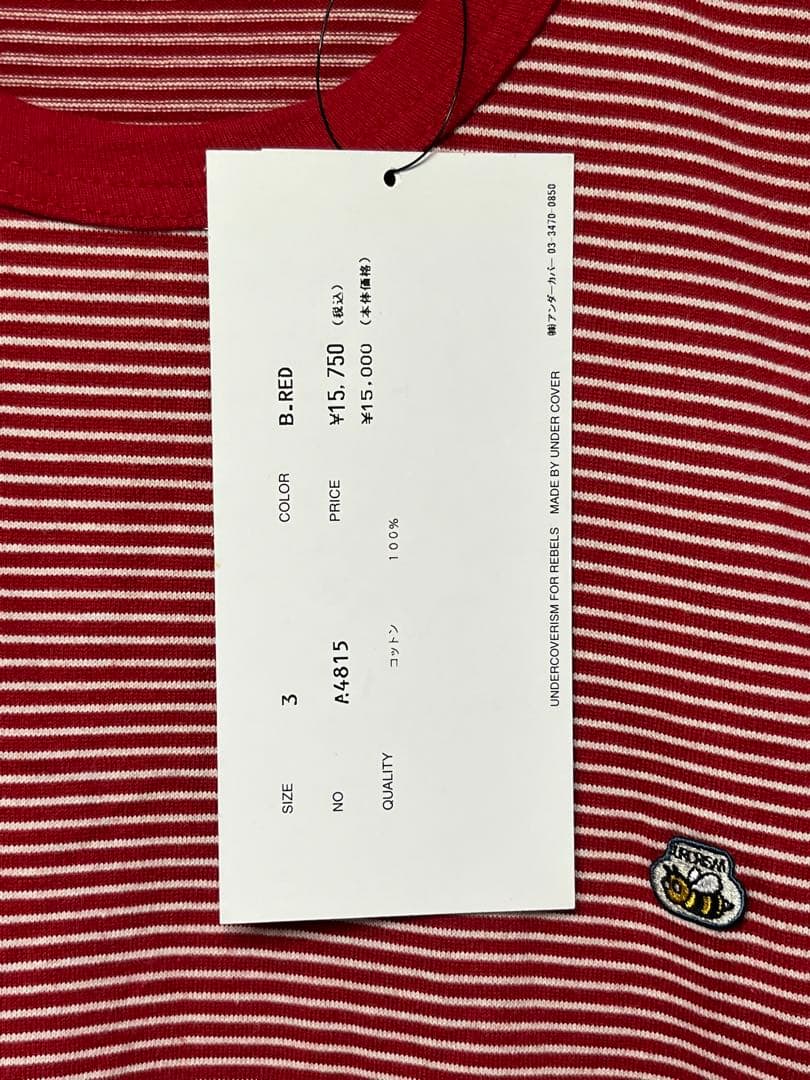 SIZE 3 COLOR B.RED
NO A4815 PRICE ¥15,750 (税込)
¥15,000 (本体価格)
QUALITY コットン 100%
UNDERCOVERISM FOR REBELS MADE BY UNDER COVER ㈱アンダーカバー 03-3470-0850